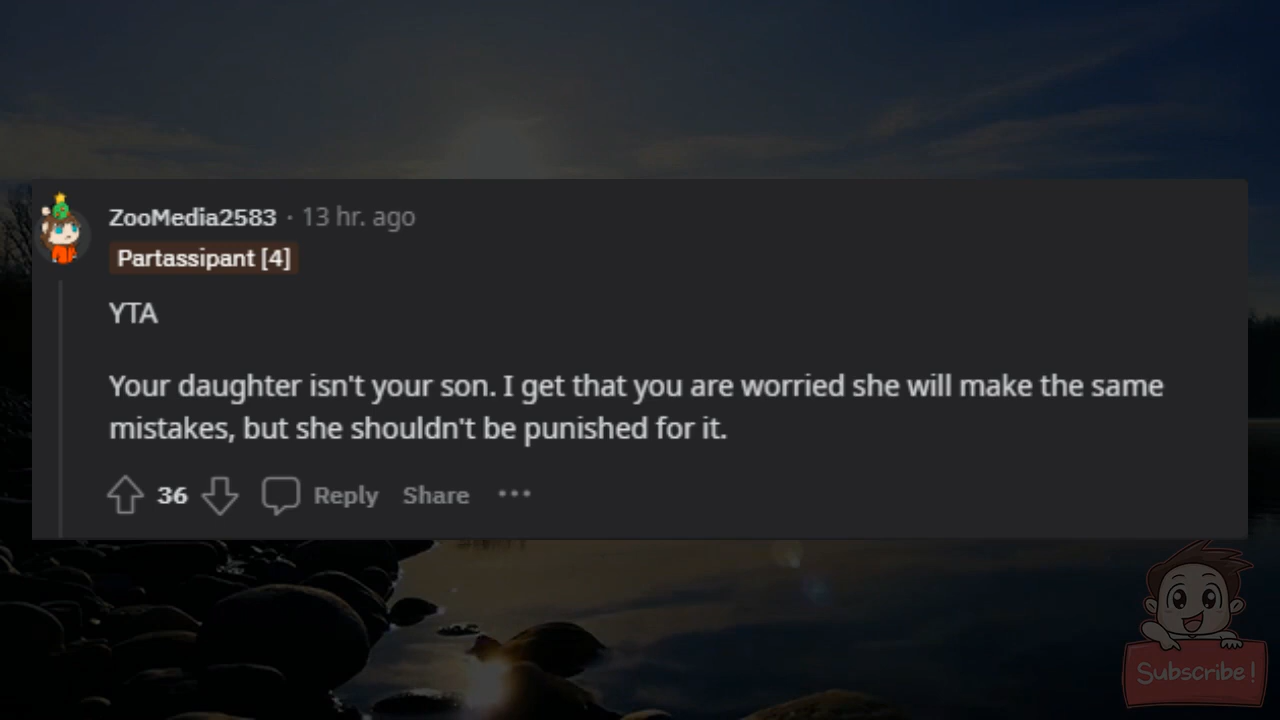 ZooMedia2583 · 13 hr. ago
Partassipant [4]
YTA
Your daughter isn't your son. I get that you are worried she will make the same
mistakes, but she shouldn't be punished for it.
36 Reply Share ···
Subscribe!